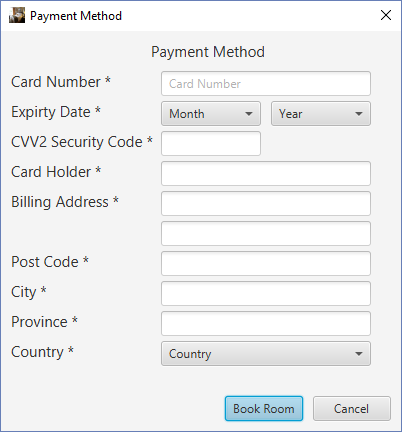 Payment Method
Payment Method
Card Number * Card Number
Expirty Date * Month Year
CVV2 Security Code *
Card Holder *
Billing Address *
Post Code *
City *
Province *
Country * Country
Book Room Cancel